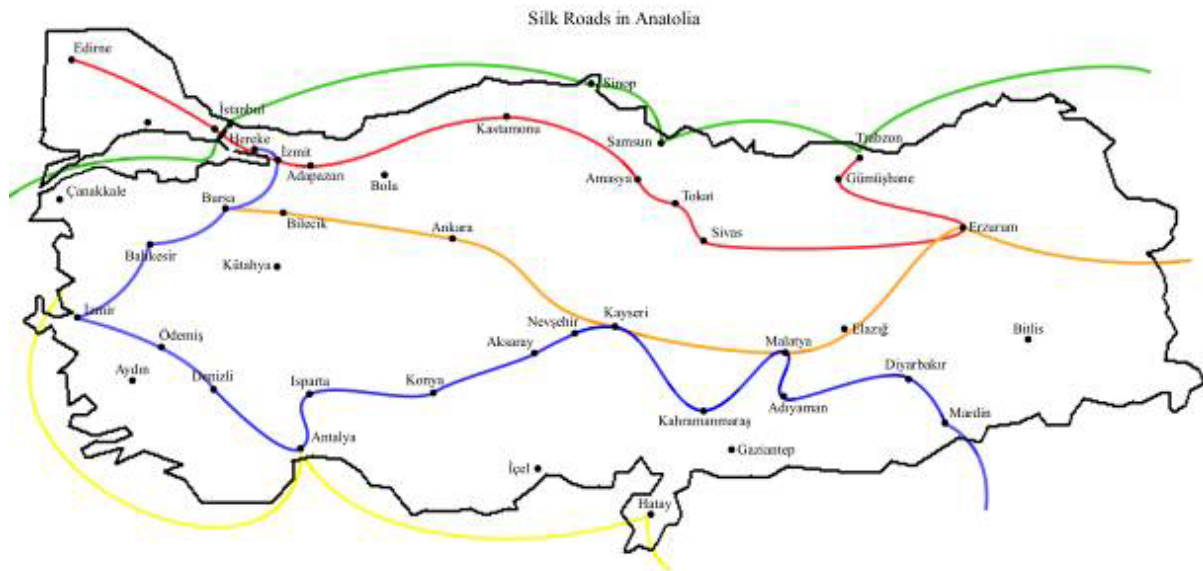 Silk Roads in Anatolia
Edirne
Sinop
İstanbul
Kastamonu
Hereke
Samsun
Trabzon
İzmit
Adapazarı
Bola
Amasya
Gümüşhane
Çanakkale
Bursa
Tokat
Bilecik
Ankara
Sivas
Erzurum
Balıkesir
Kütahya
İzmir
Nevşehir
Kayseri
Elazığ
Ödemiş
Aksaray
Malatya
Bitlis
Aydın
Denizli
Isparta
Konya
Diyarbakır
Adıyaman
Kahramanmaraş
Mardin
Antalya
Gaziantep
İçel
Hatay